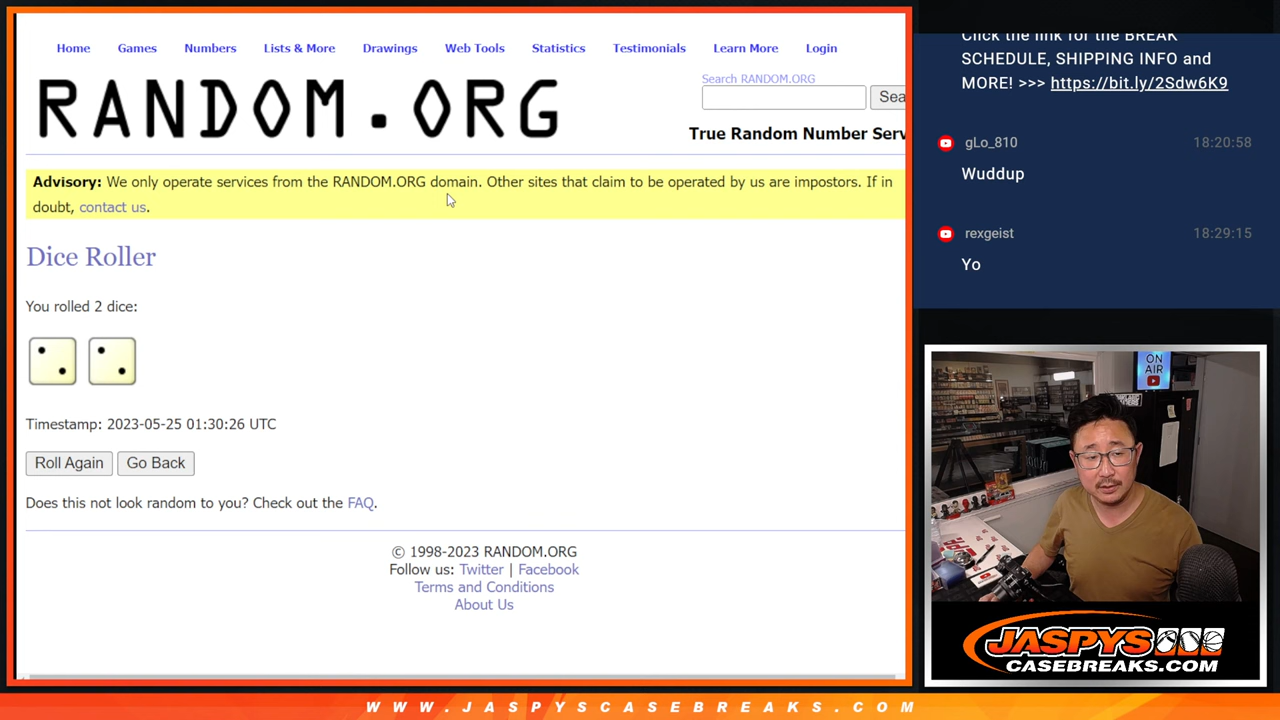 Home Games Numbers Lists & More Drawings Web Tools Statistics Testimonials Learn More Login
RANDOM.ORG
Search RANDOM.ORG
Sea
True Random Number Serv
Advisory: We only operate services from the RANDOM.ORG domain. Other sites that claim to be operated by us are impostors. If in
doubt, contact us.
Dice Roller
You rolled 2 dice:
Timestamp: 2023-05-25 01:30:26 UTC
Roll Again Go Back
Does this not look random to you? Check out the FAQ.
© 1998-2023 RANDOM.ORG
Follow us: Twitter | Facebook
Terms and Conditions
About Us
Click the link for the BREAK
SCHEDULE, SHIPPING INFO and
MORE! >>> https://bit.ly/2Sdw6K9
gLo_810 18:20:58
Wuddup
rexgeist 18:29:15
Yo
ON
AIR
JASPYS
CASEBREAKS.COM
WWW.JASPYSCASEBREAKS.COM